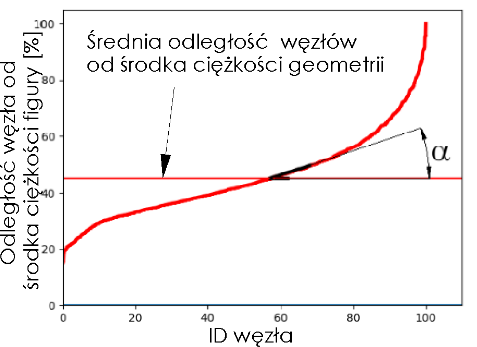 Średnia odległość węzłów
od środka ciężkości geometrii
Odległość węzła od
środka ciężkości figury [%]
100
80
60
40
20
0
α
0 20 40 60 80 100
ID węzła